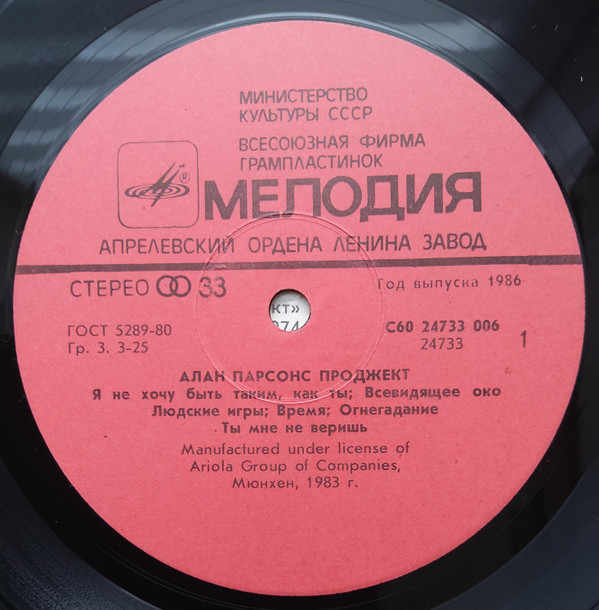 МИНИСТЕРСТВО
КУЛЬТУРЫ СССР
ВСЕСОЮЗНАЯ ФИРМА
ГРАМПЛАСТИНОК
МЕЛОДИЯ
АПРЕЛЕВСКИЙ ОРДЕНА ЛЕНИНА ЗАВОД
СТЕРЕО 33
Год выпуска 1986
ГОСТ 5289-80
Гр. 3. 3-25
кт»
С60 24733 006
24733
1
АЛАН ПАРСОНС ПРОДЖЕКТ
Я не хочу быть таким, как ты; Всевидящее око
Людские игры; Время; Огнегадание
Ты мне не веришь
Manufactured under license of
Ariola Group of Companies,
Мюнхен, 1983 г.